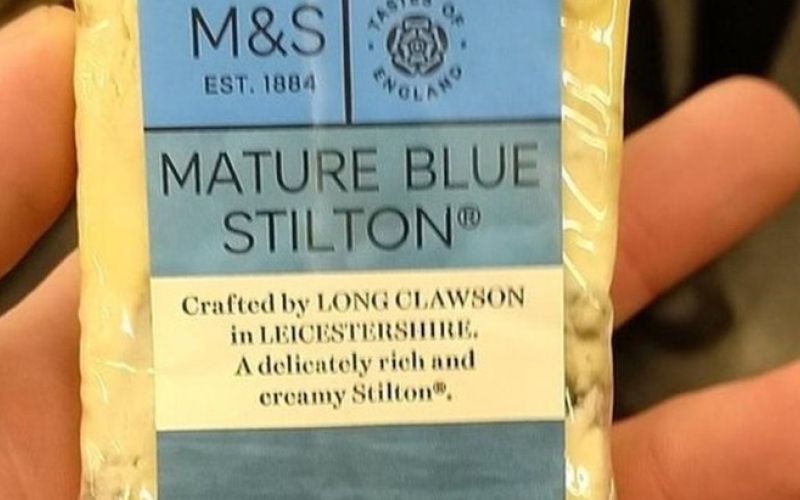 M&S
EST. 1884
TASTES OF
ENGLAND
MATURE BLUE
STILTON®
Crafted by LONG CLAWSON
in LEICESTERSHIRE.
A delicately rich and
creamy Stilton®.